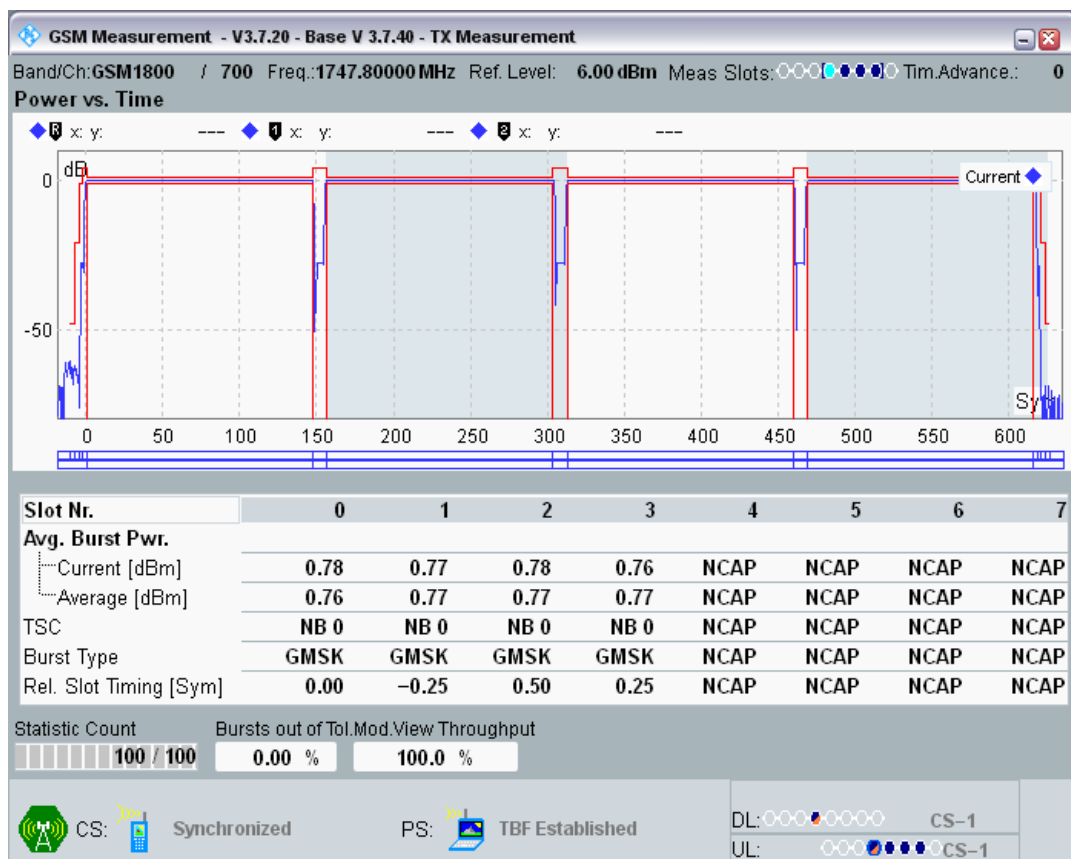 GSM Measurement - V3.7.20 - Base V 3.7.40 - TX Measurement
Band/Ch:GSM1800 / 700 Freq.:1747.80000 MHz Ref. Level: 6.00 dBm Meas Slots: Tim.Advance.: 0
Power vs. Time
R x: y: --- 1 x: y: --- 2 x: y: ---
dB
Current
0
-50
0 50 100 150 200 250 300 350 400 450 500 550 600
Slot Nr. 0 1 2 3 4 5 6 7
Avg. Burst Pwr.
Current [dBm] 0.78 0.77 0.78 0.76 NCAP NCAP NCAP NCAP
Average [dBm] 0.76 0.77 0.77 0.77 NCAP NCAP NCAP NCAP
TSC NB 0 NB 0 NB 0 NB 0 NCAP NCAP NCAP NCAP
Burst Type GMSK GMSK GMSK GMSK NCAP NCAP NCAP NCAP
Rel. Slot Timing [Sym] 0.00 −0.25 0.50 0.25 NCAP NCAP NCAP NCAP
Statistic Count Bursts out of Tol.Mod.View Throughput
100 / 100 0.00 % 100.0 %
CS: Synchronized PS: TBF Established
DL: CS−1
UL: CS−1